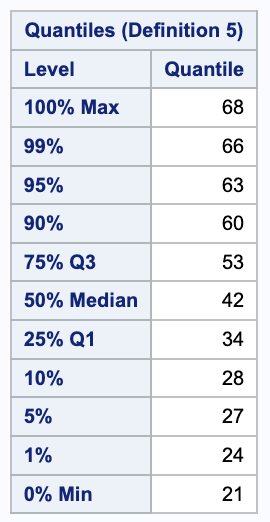 Quantiles (Definition 5)
Level Quantile
100% Max 68
99% 66
95% 63
90% 60
75% Q3 53
50% Median 42
25% Q1 34
10% 28
5% 27
1% 24
0% Min 21